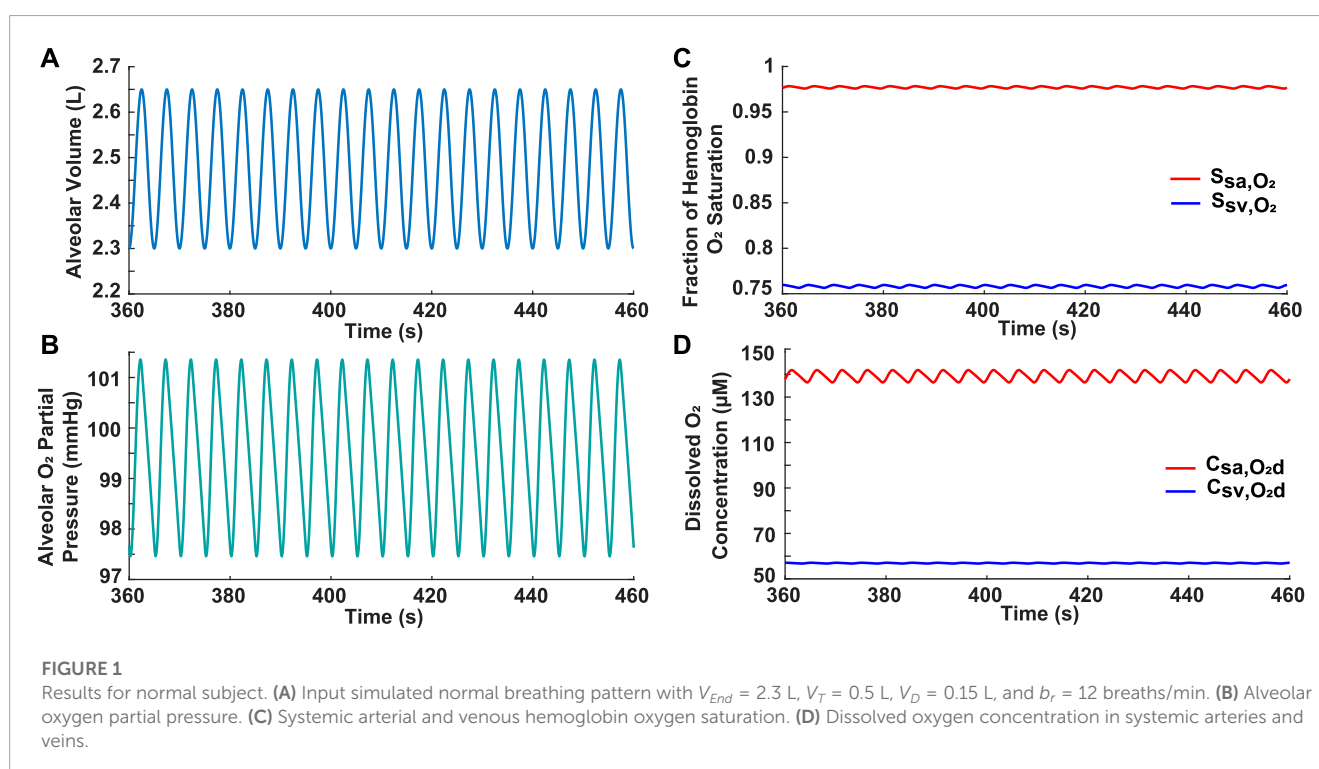 A
Alveolar Volume (L)
2.7
2.6
2.5
2.4
2.3
2.2
360
380
400
420
440
460
Time (s)
B
Alveolar O₂ Partial
Pressure (mmHg)
101
100
99
98
97
360
380
400
420
440
460
Time (s)
C
Fraction of Hemoglobin
O₂ Saturation
1
0.95
0.9
0.85
0.8
0.75
Ssa,O₂
Ssv,O₂
360
380
400
420
440
460
Time (s)
D
Dissolved O₂
Concentration (µM)
150
130
110
90
70
50
Csa,O₂d
Csv,O₂d
360
380
400
420
440
460
Time (s)
FIGURE 1
Results for normal subject. (A) Input simulated normal breathing pattern with VEnd = 2.3 L, VT = 0.5 L, VD = 0.15 L, and br = 12 breaths/min. (B) Alveolar
oxygen partial pressure. (C) Systemic arterial and venous hemoglobin oxygen saturation. (D) Dissolved oxygen concentration in systemic arteries and
veins.